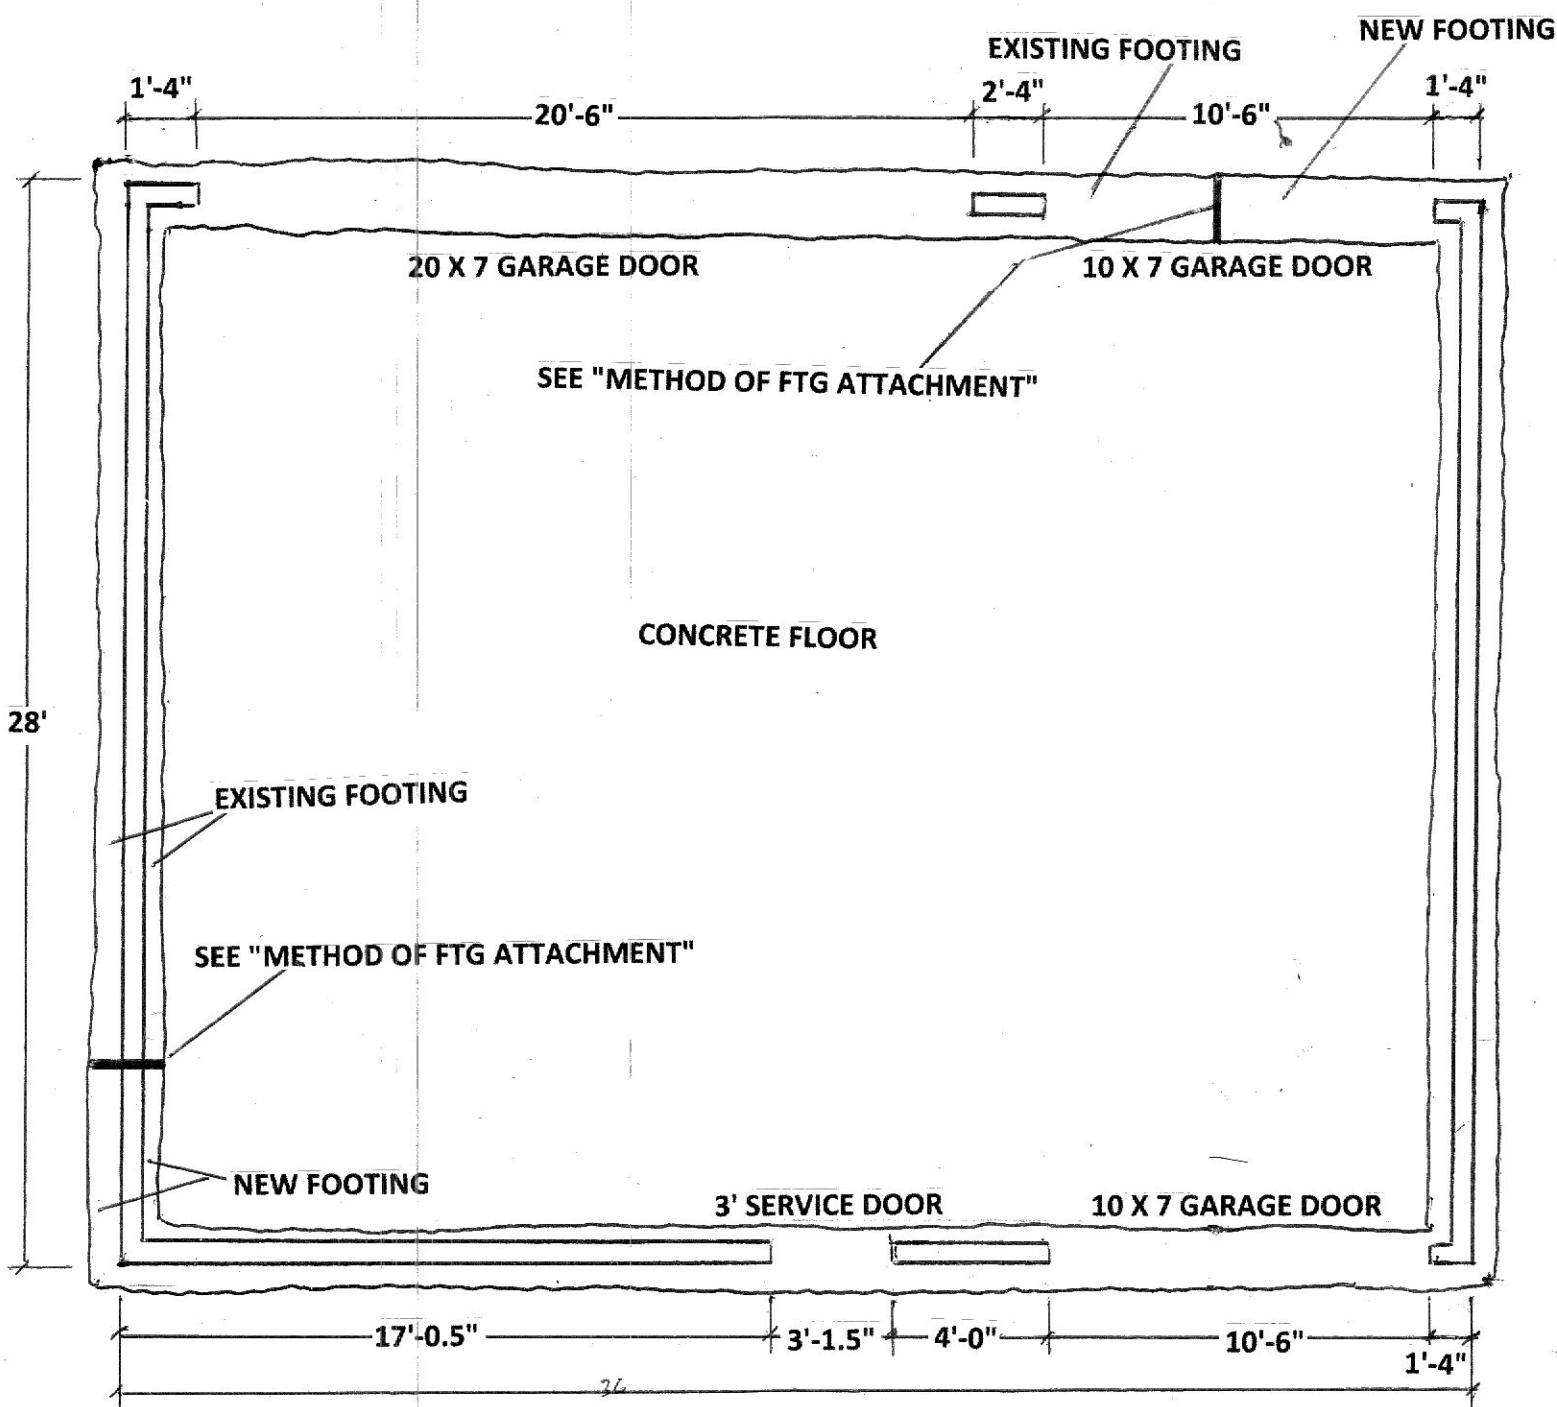 NEW FOOTING
EXISTING FOOTING
1'-4" 20'-6" 2'-4" 10'-6" 1'-4"
20 X 7 GARAGE DOOR 10 X 7 GARAGE DOOR
SEE "METHOD OF FTG ATTACHMENT"
CONCRETE FLOOR
28'
EXISTING FOOTING
SEE "METHOD OF FTG ATTACHMENT"
NEW FOOTING
3' SERVICE DOOR 10 X 7 GARAGE DOOR
17'-0.5" 3'-1.5" 4'-0" 10'-6"
1'-4"
36